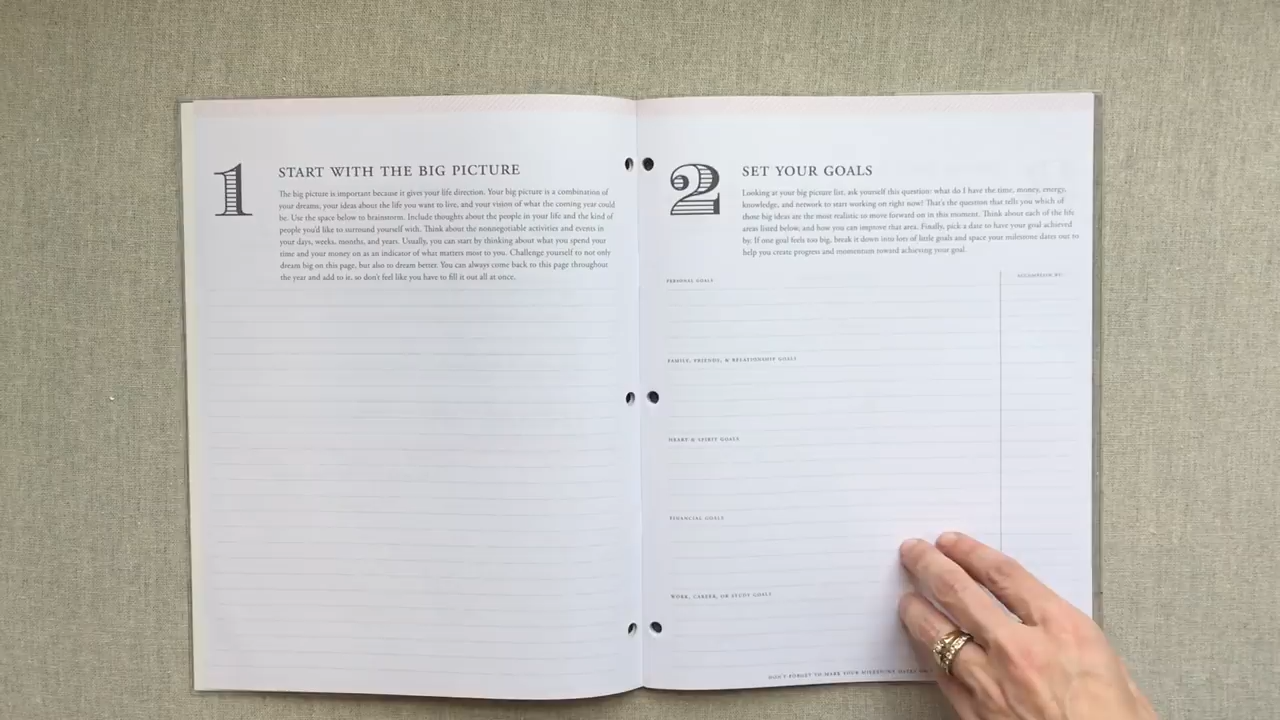 1
START WITH THE BIG PICTURE
The big picture is important because it gives your life direction. Your big picture is a combination of
your dreams, your ideas about the life you want to live, and your vision of what the coming year could
be. Use the space below to brainstorm. Include thoughts about the people in your life and the kind of
people you'd like to surround yourself with. Think about the nonnegotiable activities and events in
your days, weeks, months, and years. Usually, you can start by thinking about what you spend your
time and your money on as an indicator of what matters most to you. Challenge yourself to not only
dream big on this page, but also to dream better. You can always come back to this page throughout
the year and add to it, so don't feel like you have to fill it out all at once.
2
SET YOUR GOALS
Looking at your big picture list, ask yourself this question: what do I have the time, money, energy,
knowledge, and network to start working on right now? That's the question that tells you which of
those big ideas are the most realistic to move forward on in this moment. Think about each of the life
areas listed below, and how you can improve that area. Finally, pick a date to have your goal achieved
by. If one goal feels too big, break it down into lots of little goals and space your milestone dates out to
help you create progress and momentum toward achieving your goal.
PERSONAL GOALS
ACCOMPLISH BY:
FAMILY, FRIENDS, & RELATIONSHIP GOALS
HEART & SPIRIT GOALS
FINANCIAL GOALS
WORK, CAREER, OR STUDY GOALS
DON'T FORGET TO MARK YOUR MILESTONE DATES